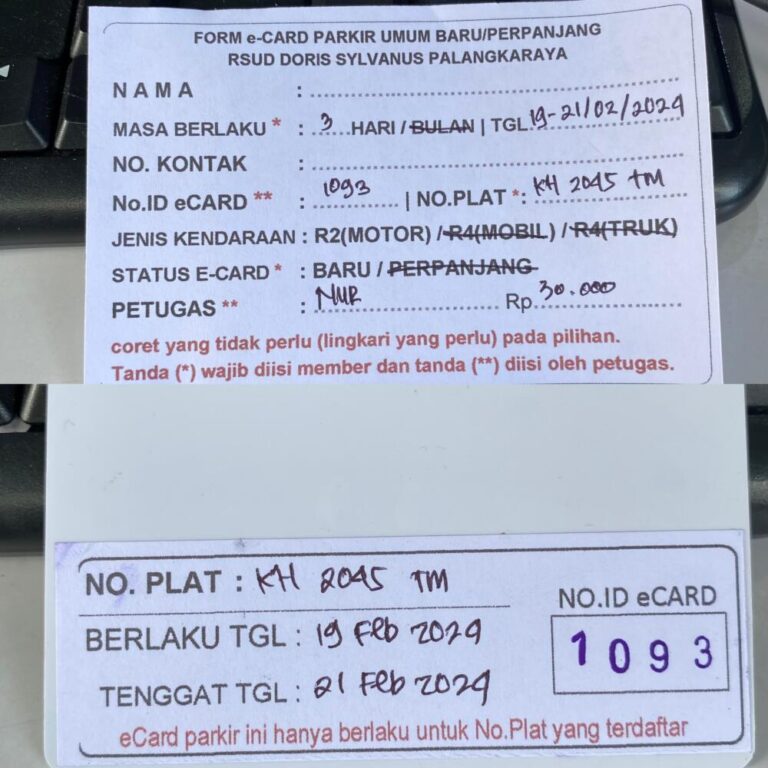 FORM e-CARD PARKIR UMUM BARU/PERPANJANG
RSUD DORIS SYLVANUS PALANGKARAYA
NAMA :
MASA BERLAKU * : 3 HARI / BULAN | TGL 19-21/02/2024
NO. KONTAK :
No.ID eCARD ** : 1093 | NO.PLAT *: KH 2045 TM
JENIS KENDARAAN : R2(MOTOR) / R4(MOBIL) / R4(TRUK)
STATUS E-CARD * : BARU / PERPANJANG
PETUGAS ** : NUR Rp. 30.000
coret yang tidak perlu (lingkari yang perlu) pada pilihan.
Tanda (*) wajib diisi member dan tanda (**) diisi oleh petugas.
NO. PLAT : KH 2045 TM
BERLAKU TGL : 19 Feb 2024
TENGGAT TGL : 21 Feb 2024
NO.ID eCARD
1093
eCard parkir ini hanya berlaku untuk No.Plat yang terdaftar